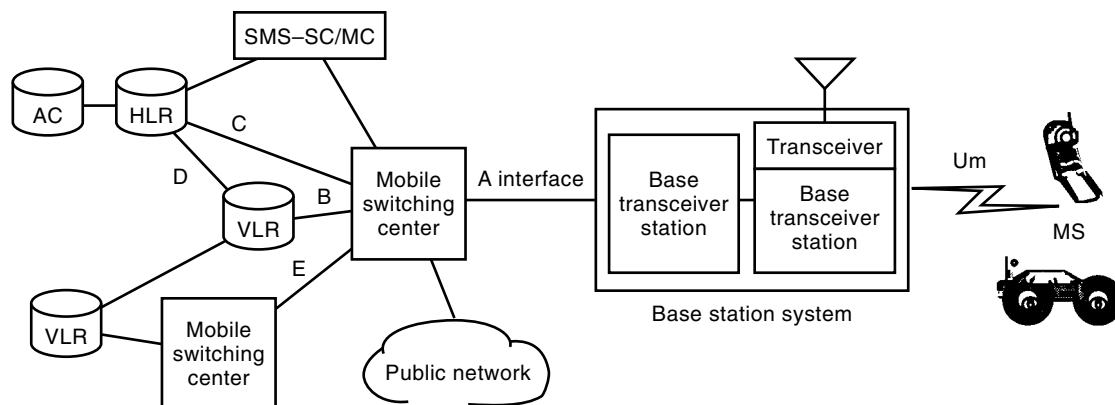 SMS–SC/MC
AC
HLR
C
D
B
VLR
E
VLR
Mobile
switching
center
Mobile
switching
center
Public network
A interface
Base
transceiver
station
Transceiver
Base
transceiver
station
Base station system
Um
MS